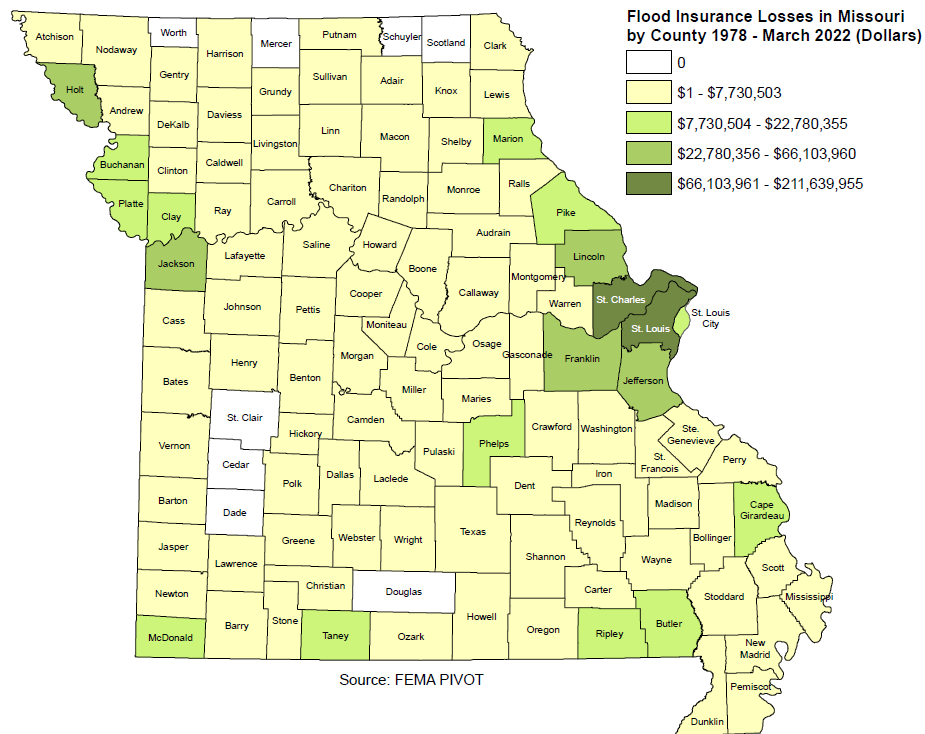 Flood Insurance Losses in Missouri
by County 1978 - March 2022 (Dollars)
0
$1 - $7,730,503
$7,730,504 - $22,780,355
$22,780,356 - $66,103,960
$66,103,961 - $211,639,955
Atchison
Nodaway
Worth
Harrison
Mercer
Putnam
Schuyler
Scotland
Clark
Gentry
Holt
Andrew
DeKalb
Daviess
Grundy
Sullivan
Adair
Knox
Lewis
Livingston
Linn
Macon
Shelby
Marion
Buchanan
Clinton
Caldwell
Platte
Clay
Ray
Carroll
Chariton
Randolph
Monroe
Ralls
Pike
Audrain
Jackson
Lafayette
Saline
Howard
Boone
Callaway
Montgomery
Lincoln
Warren
St. Charles
St. Louis
St. Louis
City
Cass
Johnson
Pettis
Cooper
Moniteau
Cole
Osage
Gasconade
Franklin
Jefferson
Bates
Henry
Benton
Morgan
Miller
Maries
St. Clair
Hickory
Camden
Pulaski
Phelps
Crawford
Washington
Ste.
Genevieve
St.
Francois
Perry
Vernon
Cedar
Polk
Dallas
Laclede
Dent
Iron
Madison
Cape
Girardeau
Barton
Dade
Greene
Webster
Wright
Texas
Reynolds
Bollinger
Jasper
Lawrence
Shannon
Wayne
Scott
Newton
Christian
Douglas
Carter
Stoddard
Mississippi
McDonald
Barry
Stone
Taney
Ozark
Howell
Oregon
Ripley
Butler
New
Madrid
Pemiscot
Dunklin
Source: FEMA PIVOT